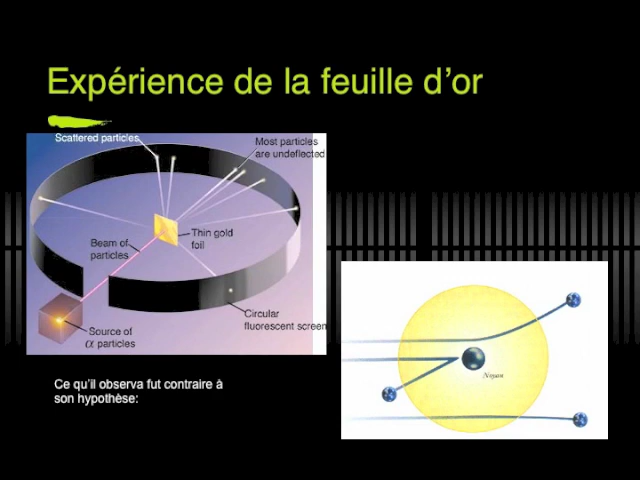 Expérience de la feuille d’or
Scattered particles
Most particles
are undeflected
Thin gold
foil
Beam of
particles
Circular
fluorescent screen
Source of
α particles
Noyau
Ce qu’il observa fut contraire à
son hypothèse: